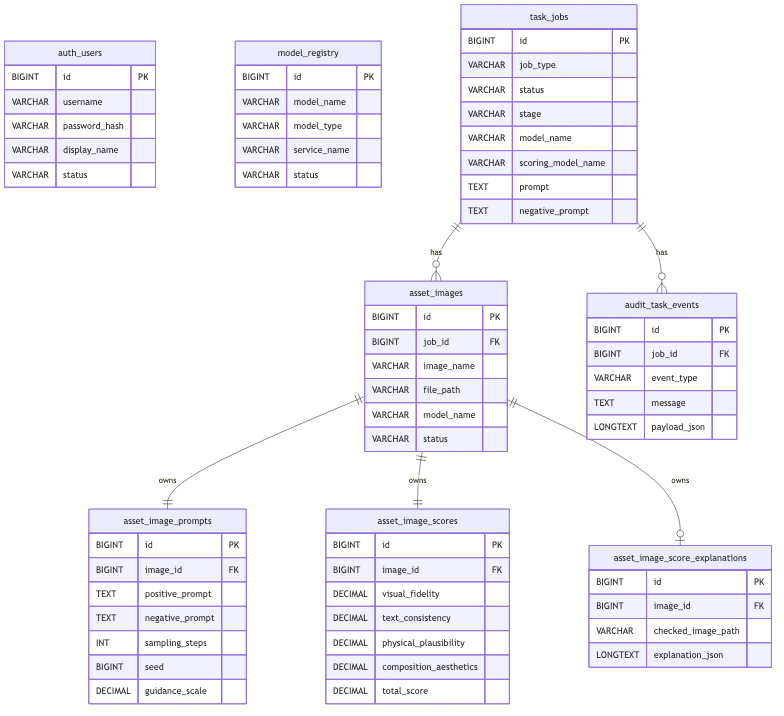 task_jobs
BIGINT id PK
VARCHAR job_type
VARCHAR status
VARCHAR stage
VARCHAR model_name
VARCHAR scoring_model_name
TEXT prompt
TEXT negative_prompt
auth_users
BIGINT id PK
VARCHAR username
VARCHAR password_hash
VARCHAR display_name
VARCHAR status
model_registry
BIGINT id PK
VARCHAR model_name
VARCHAR model_type
VARCHAR service_name
VARCHAR status
has
has
asset_images
BIGINT id PK
BIGINT job_id FK
VARCHAR image_name
VARCHAR file_path
VARCHAR model_name
VARCHAR status
audit_task_events
BIGINT id PK
BIGINT job_id FK
VARCHAR event_type
TEXT message
LONGTEXT payload_json
owns
owns
owns
asset_image_prompts
BIGINT id PK
BIGINT image_id FK
TEXT positive_prompt
TEXT negative_prompt
INT sampling_steps
BIGINT seed
DECIMAL guidance_scale
asset_image_scores
BIGINT id PK
BIGINT image_id FK
DECIMAL visual_fidelity
DECIMAL text_consistency
DECIMAL physical_plausibility
DECIMAL composition_aesthetics
DECIMAL total_score
asset_image_score_explanations
BIGINT id PK
BIGINT image_id FK
VARCHAR checked_image_path
LONGTEXT explanation_json